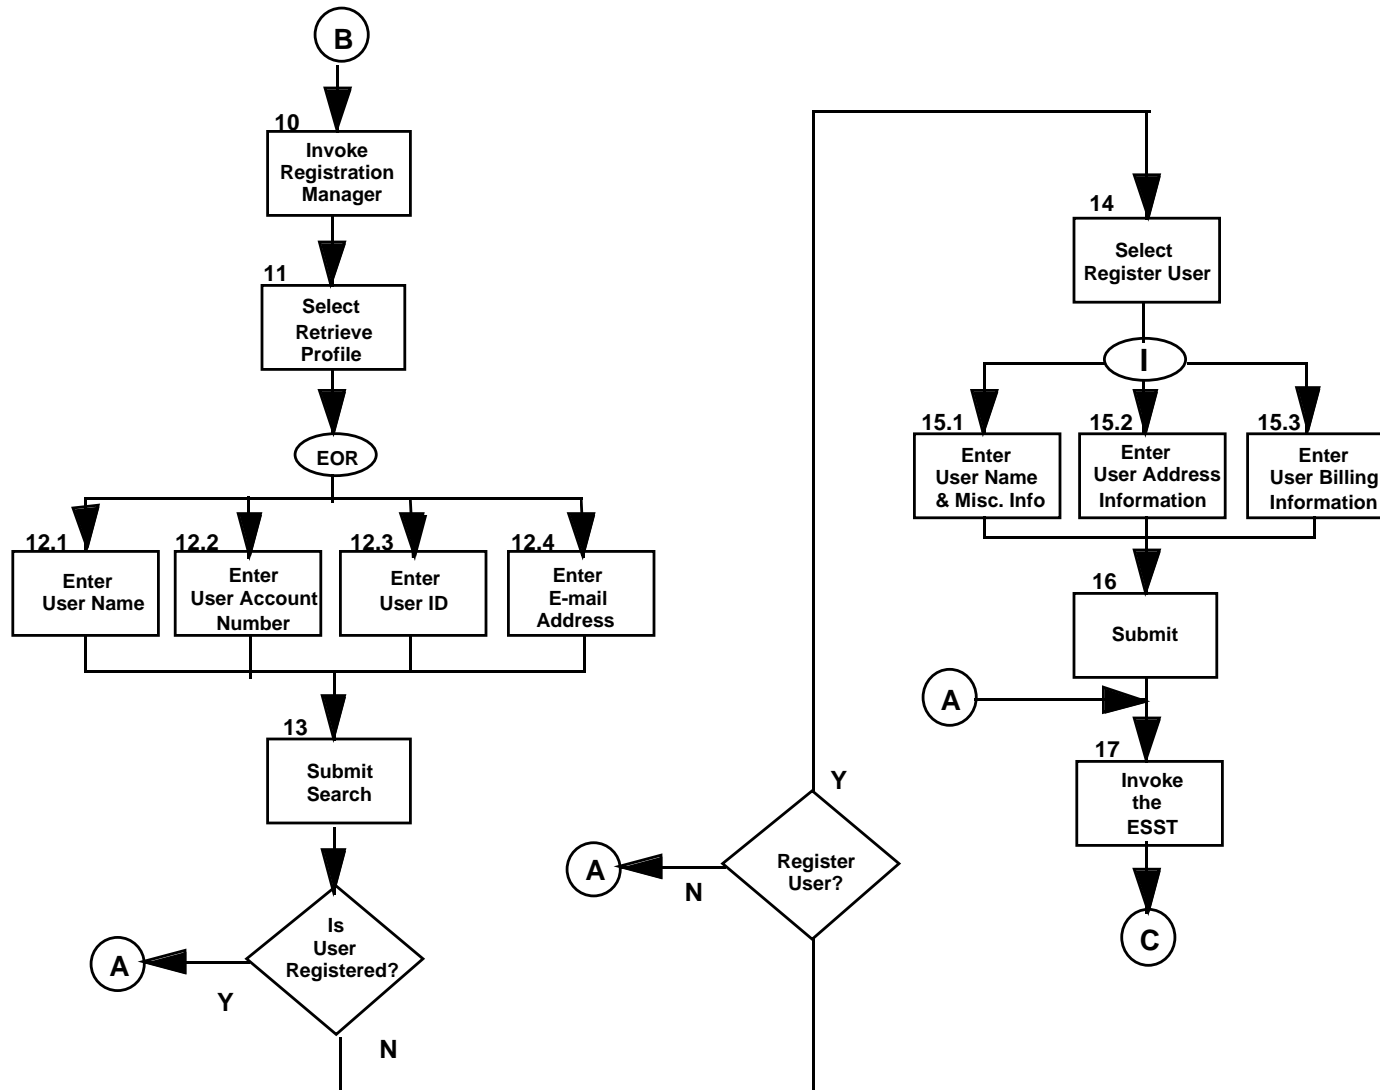 B
10
Invoke
Registration
Manager
11
Select
Retrieve
Profile
EOR
12.1
Enter
User Name
12.2
Enter
User Account
Number
12.3
Enter
User ID
12.4
Enter
E-mail
Address
13
Submit
Search
Is
User
Registered?
A
Y
N
Register
User?
Y
N
A
14
Select
Register User
I
15.1
Enter
User Name
& Misc. Info
15.2
Enter
User Address
Information
15.3
Enter
User Billing
Information
16
Submit
A
17
Invoke
the
ESST
C